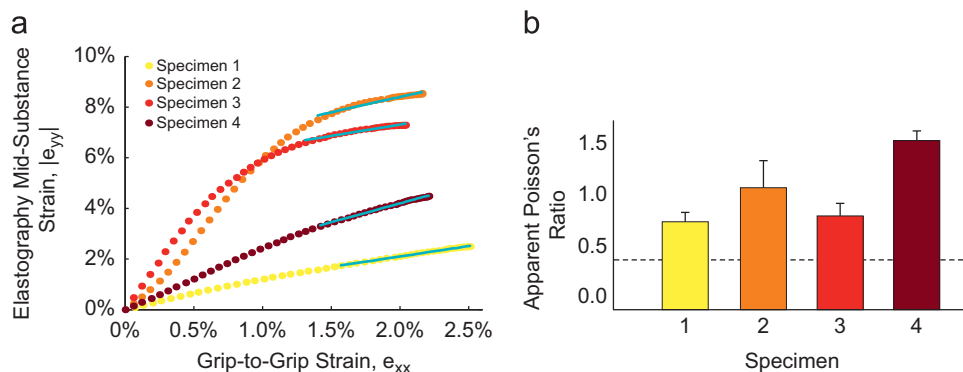 a
Elastography Mid-Substance
Strain, |eyy|
10%
8%
6%
4%
2%
0%
Specimen 1
Specimen 2
Specimen 3
Specimen 4
0% 0.5% 1.0% 1.5% 2.0% 2.5%
Grip-to-Grip Strain, exx
b
Apparent Poisson's
Ratio
1.5
1.0
0.5
0.0
1 2 3 4
Specimen